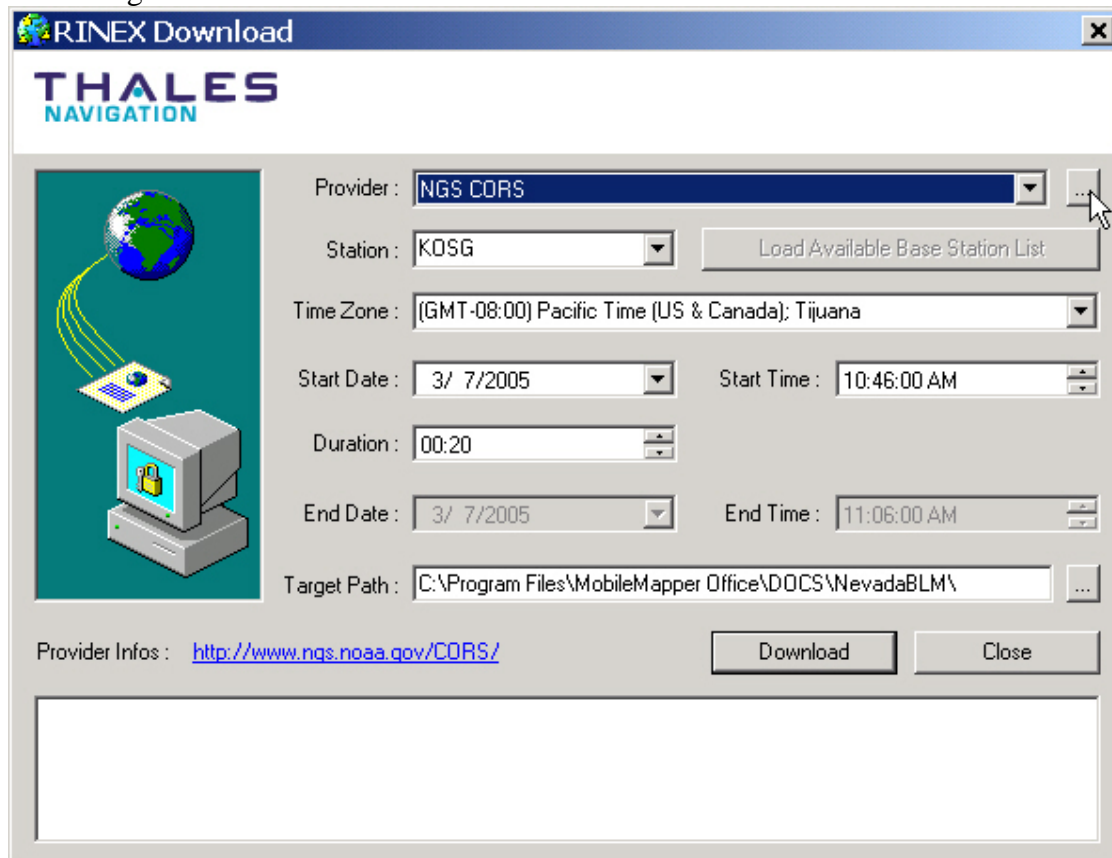 RINEX Download
THALES
NAVIGATION
Provider : NGS CORS ...
Station : KOSG Load Available Base Station List
Time Zone : (GMT-08:00) Pacific Time (US & Canada); Tijuana
Start Date : 3/ 7/2005 Start Time : 10:46:00 AM
Duration : 00:20
End Date : 3/ 7/2005 End Time : 11:06:00 AM
Target Path : C:\Program Files\MobileMapper Office\DOCS\NevadaBLM\ ...
Provider Infos : http://www.ngs.noaa.gov/CORS/ Download Close